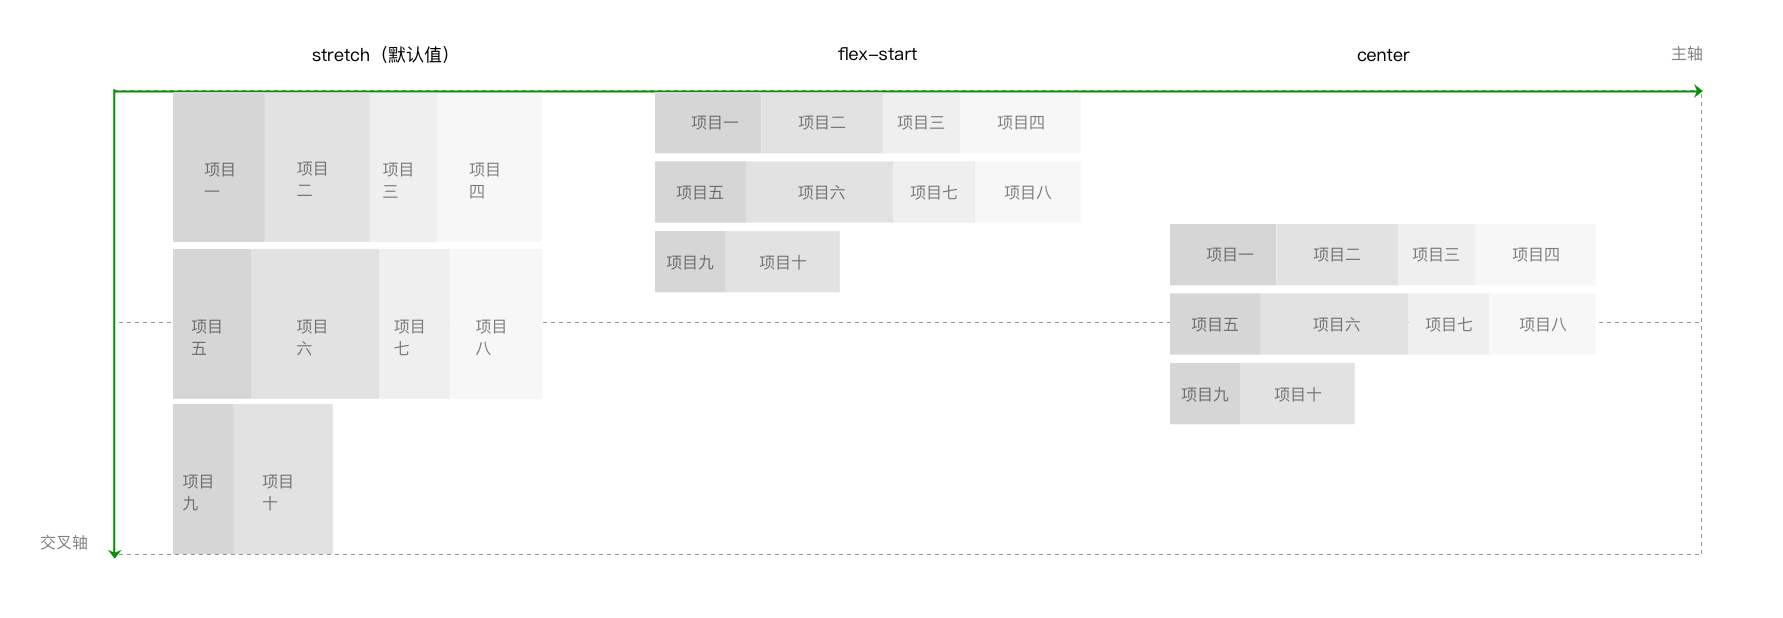 stretch（默认值）
flex-start
center
主轴
项目
一
项目
二
项目
三
项目
四
项目
五
项目
六
项目
七
项目
八
项目
九
项目
十
项目一
项目二
项目三
项目四
项目五
项目六
项目七
项目八
项目九
项目十
项目一
项目二
项目三
项目四
项目五
项目六
项目七
项目八
项目九
项目十
交叉轴